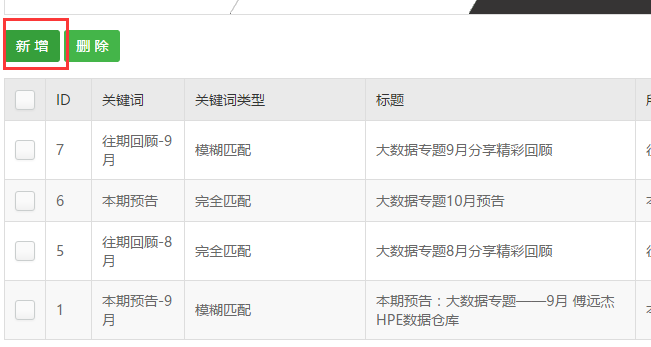 新 增
删 除
ID 关键词 关键词类型 标题
7 往期回顾-9 模糊匹配 大数据专题9月分享精彩回顾
月
6 本期预告 完全匹配 大数据专题10月预告
5 往期回顾-8 完全匹配 大数据专题8月分享精彩回顾
月
1 本期预告-9 模糊匹配 本期预告：大数据专题——9月 傅远杰
月 HPE数据仓库